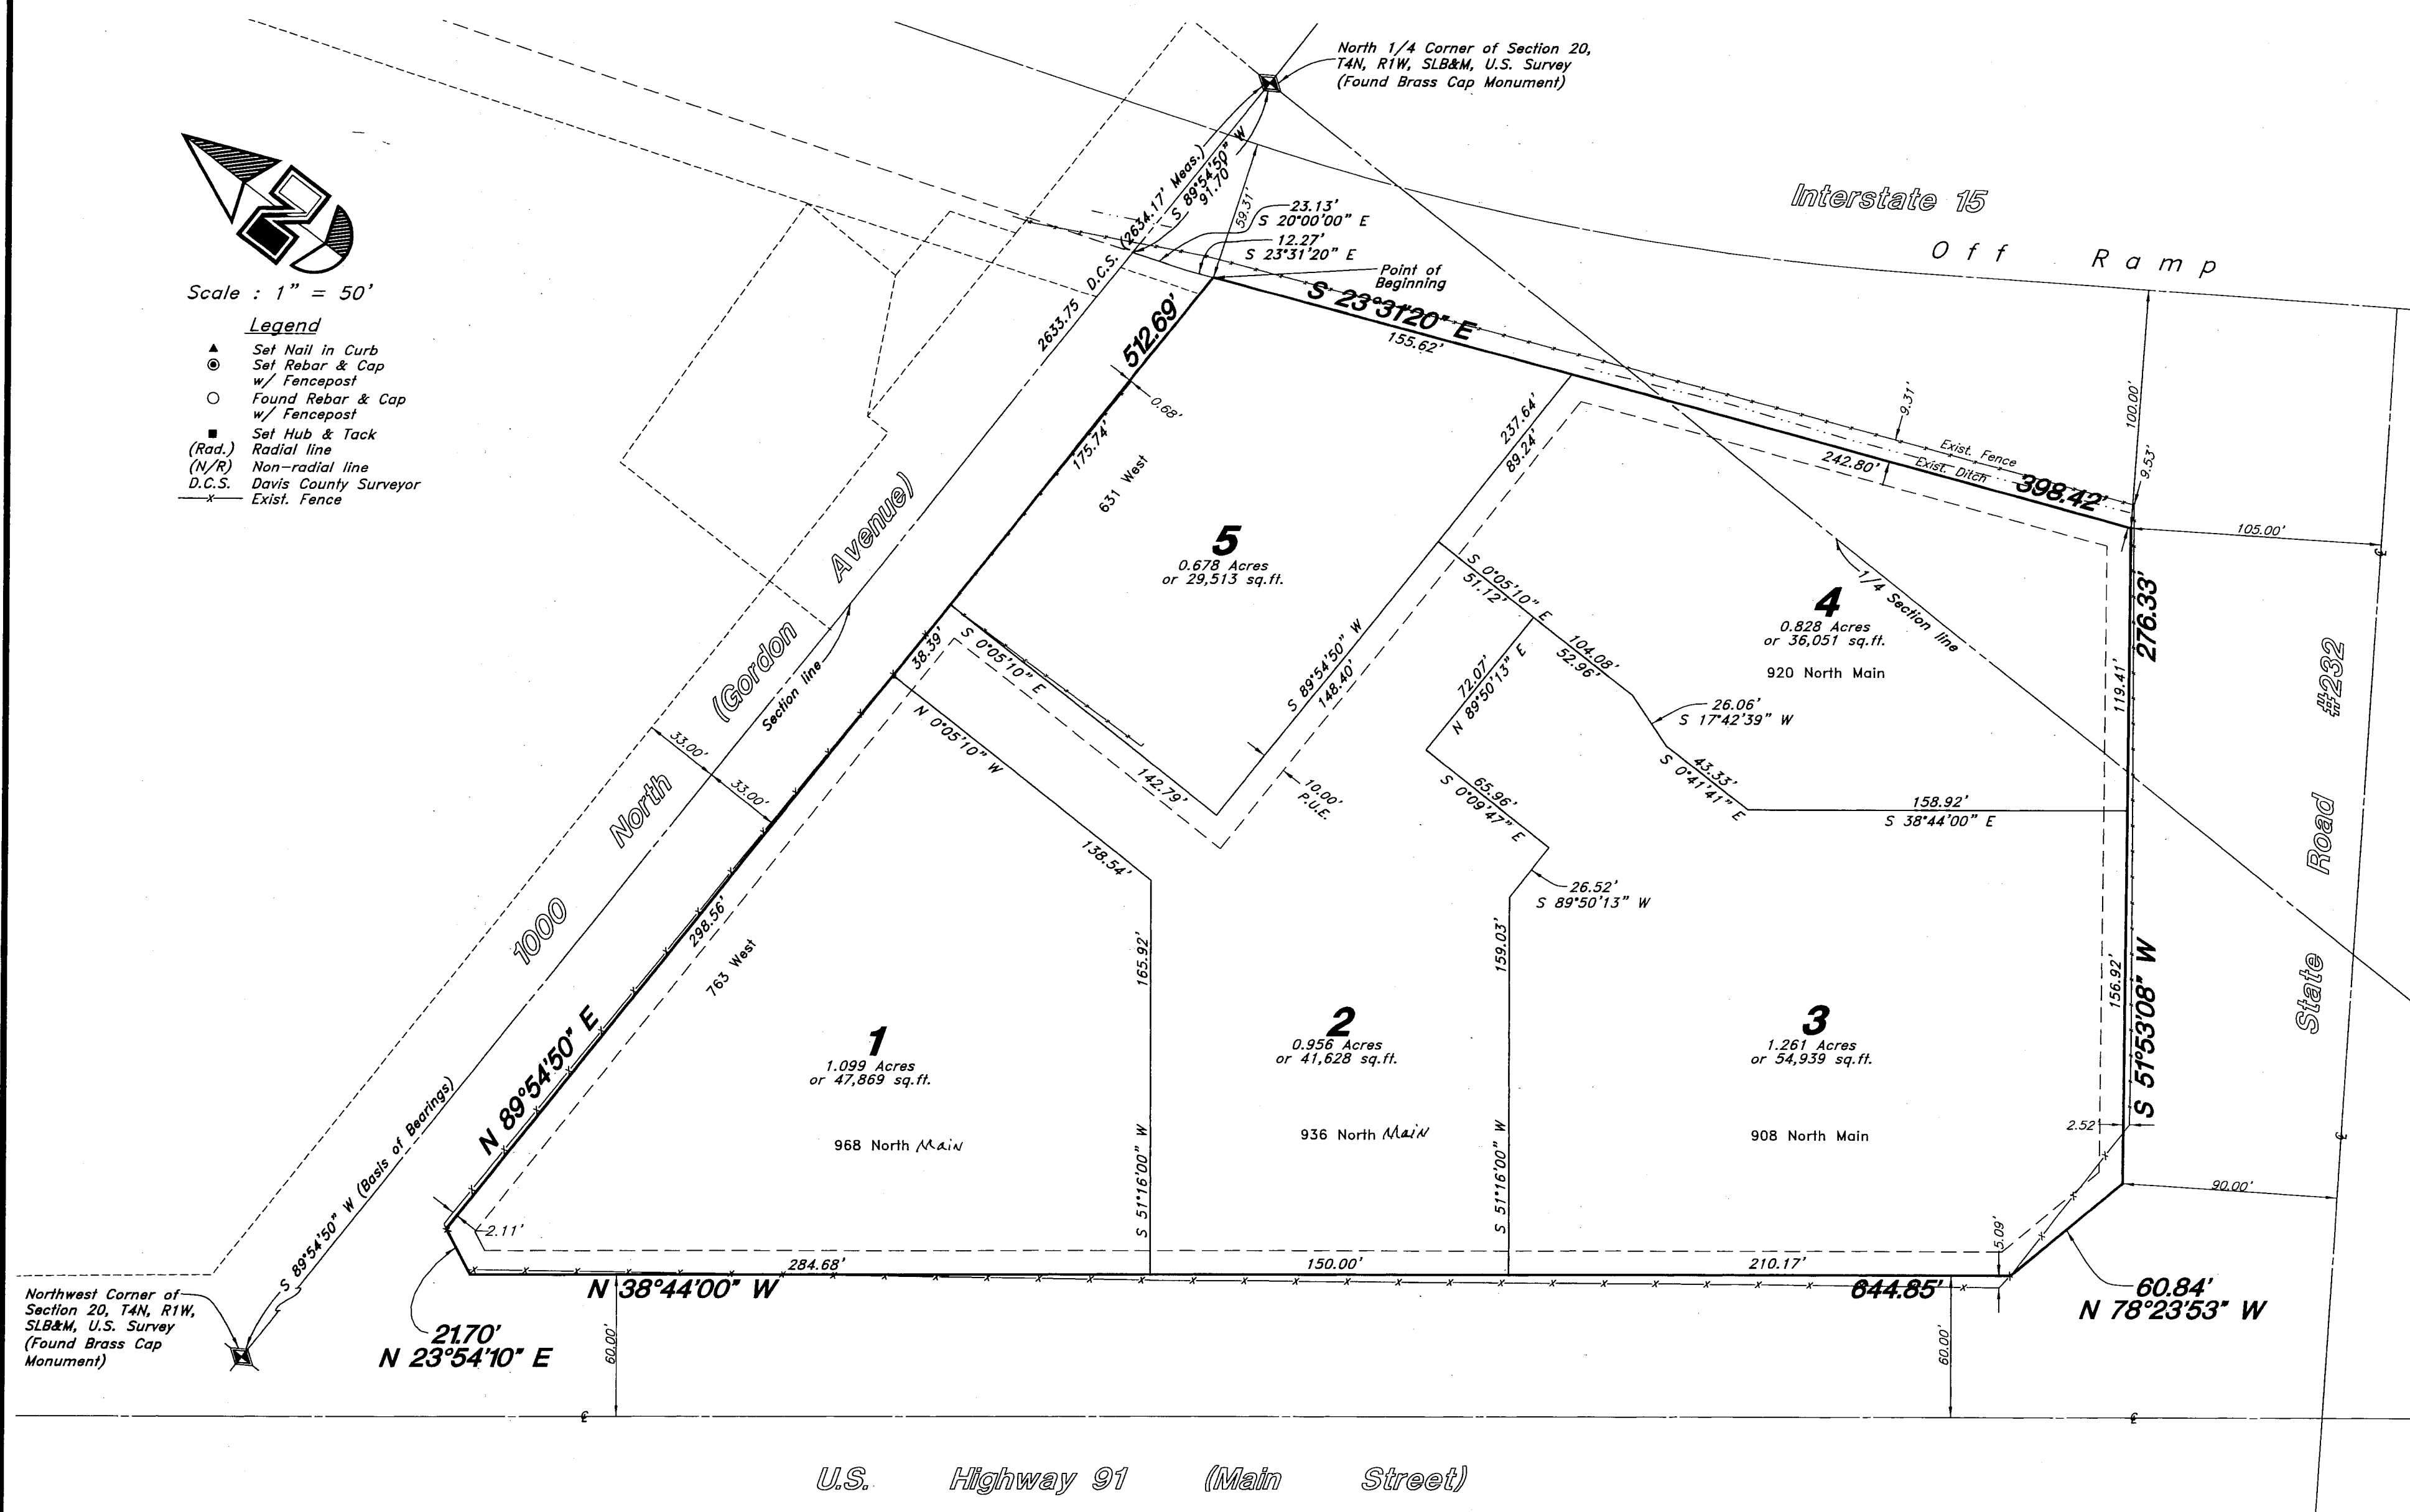 North 1/4 Corner of Section 20,
T4N, R1W, SLB&M, U.S. Survey
(Found Brass Cap Monument)
Interstate 15
Off Ramp
Scale : 1" = 50'
Legend
Set Nail in Curb
Set Rebar & Cap
w/ Fencepost
Found Rebar & Cap
w/ Fencepost
Set Hub & Tack
(Rad.) Radial line
(N/R) Non-radial line
D.C.S. Davis County Surveyor
x Exist. Fence
2633.75 D.C.S. (2634.17' Meas.)
S 89°54'50" W
91.70'
59.31'
23.13'
S 20°00'00" E
12.27'
S 23°31'20" E
Point of
Beginning
S 23°31'20" E
155.62'
512.69'
0.68'
175.74'
631 West
5
0.678 Acres
or 29,513 sq.ft.
237.64'
89.24'
S 89°54'50" W
148.40'
9.31'
Exist. Fence
Exist. Ditch
242.80'
398.42'
100.00'
9.53'
105.00'
276.33'
S 0°05'10" E
51.12'
104.08'
52.96'
4
0.828 Acres
or 36,051 sq.ft.
920 North Main
1/4 Section line
72.07'
N 89°50'13" E
26.06'
S 17°42'39" W
43.33'
S 0°41'41" E
158.92'
S 38°44'00" E
119.41'
State Road #232
1000 North (Gordon Avenue)
Section line
33.00'
33.00'
38.39'
S 0°05'10" E
142.79'
N 0°05'10" W
138.54'
10.00'
P.U.E.
65.96'
S 0°09'47" E
26.52'
S 89°50'13" W
298.56'
763 West
N 89°54'50" E
S 89°54'50" W (Basis of Bearings)
165.92'
S 51°16'00" W
159.03'
S 51°16'00" W
156.92'
S 51°53'08" W
1
1.099 Acres
or 47,869 sq.ft.
968 North Main
2
0.956 Acres
or 41,628 sq.ft.
936 North Main
3
1.261 Acres
or 54,939 sq.ft.
908 North Main
2.52'
90.00'
2.11'
5.09'
284.68'
150.00'
210.17'
N 38°44'00" W
644.85'
60.84'
N 78°23'53" W
21.70'
N 23°54'10" E
60.00'
60.00'
Northwest Corner of
Section 20, T4N, R1W,
SLB&M, U.S. Survey
(Found Brass Cap
Monument)
U.S. Highway 91 (Main Street)